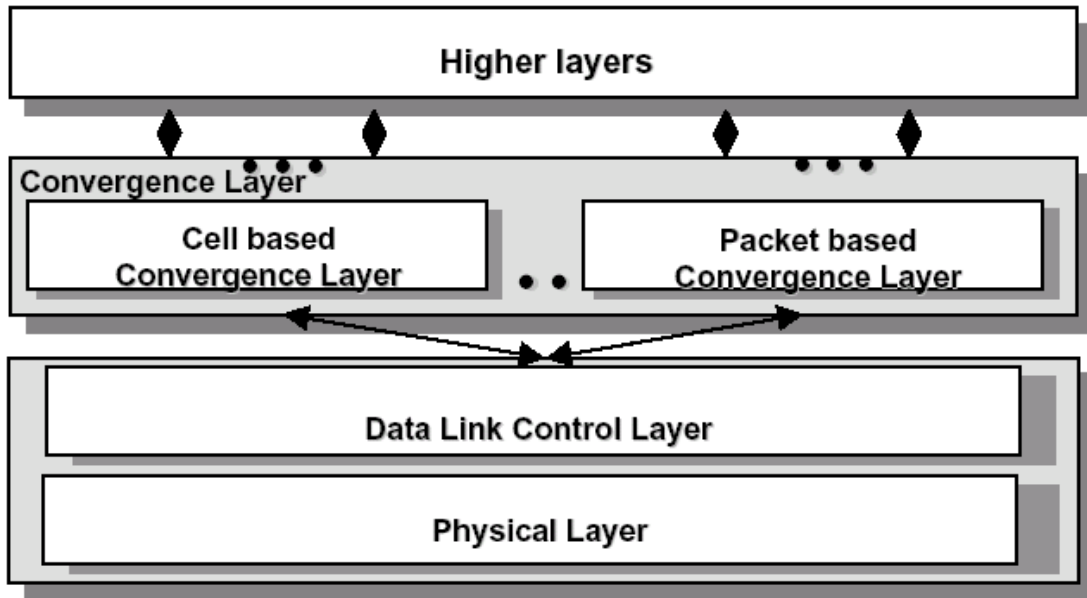 Higher layers
Convergence Layer
Cell based
Convergence Layer
Packet based
Convergence Layer
Data Link Control Layer
Physical Layer